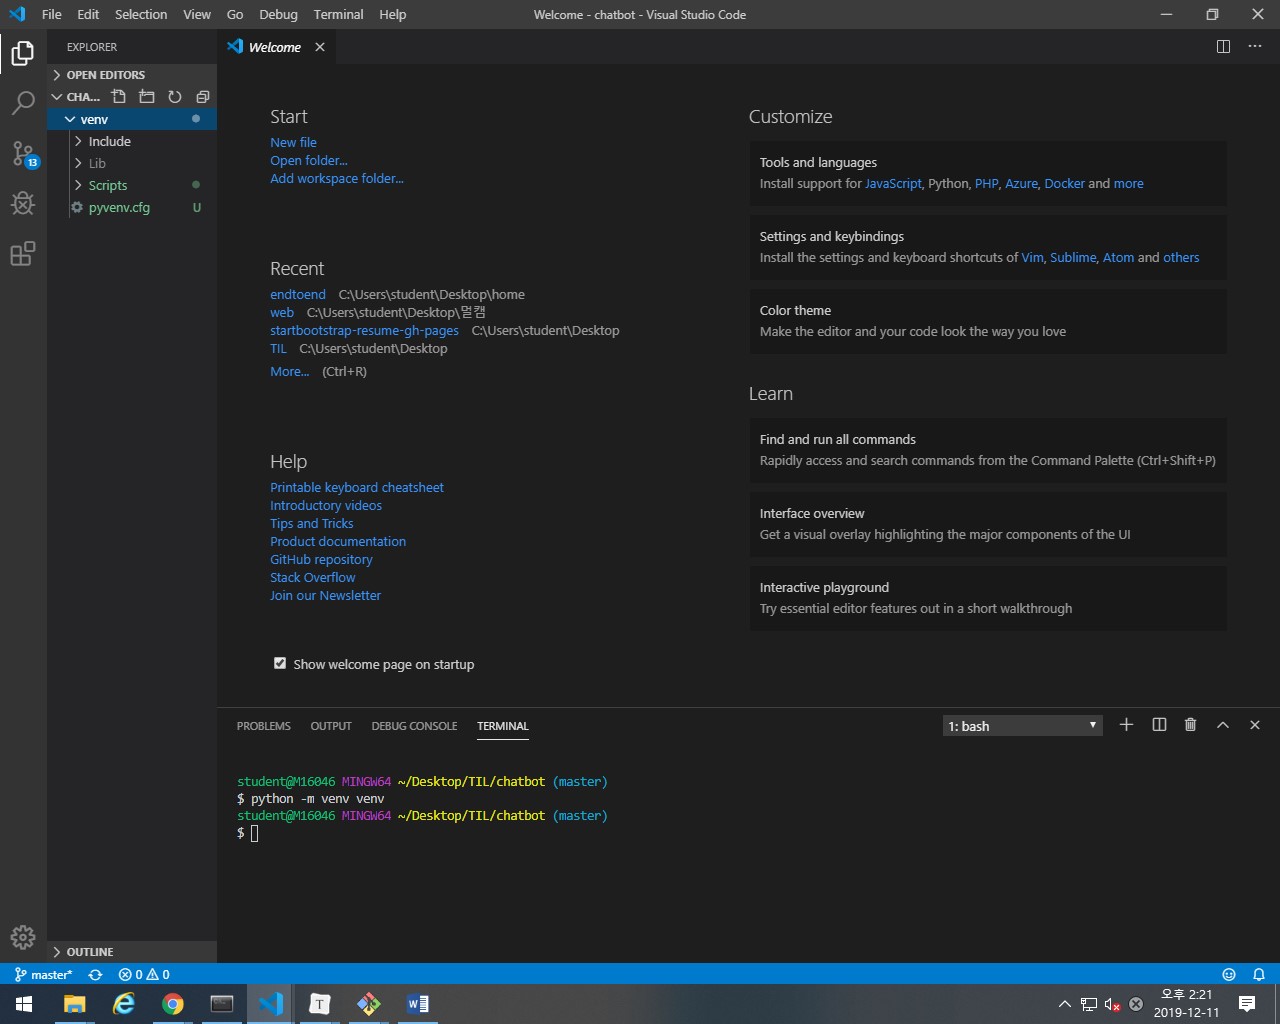 File Edit Selection View Go Debug Terminal Help
Welcome - chatbot - Visual Studio Code
EXPLORER
OPEN EDITORS
CHA...
venv
Include
Lib
Scripts
pyvenv.cfg U
13
OUTLINE
Welcome
Start
New file
Open folder...
Add workspace folder...
Recent
endtoend C:\Users\student\Desktop\home
web C:\Users\student\Desktop\멀캠
startbootstrap-resume-gh-pages C:\Users\student\Desktop
TIL C:\Users\student\Desktop
More... (Ctrl+R)
Help
Printable keyboard cheatsheet
Introductory videos
Tips and Tricks
Product documentation
GitHub repository
Stack Overflow
Join our Newsletter
Show welcome page on startup
Customize
Tools and languages
Install support for JavaScript, Python, PHP, Azure, Docker and more
Settings and keybindings
Install the settings and keyboard shortcuts of Vim, Sublime, Atom and others
Color theme
Make the editor and your code look the way you love
Learn
Find and run all commands
Rapidly access and search commands from the Command Palette (Ctrl+Shift+P)
Interface overview
Get a visual overlay highlighting the major components of the UI
Interactive playground
Try essential editor features out in a short walkthrough
PROBLEMS OUTPUT DEBUG CONSOLE TERMINAL
1: bash
student@M16046 MINGW64 ~/Desktop/TIL/chatbot (master)
$ python -m venv venv
student@M16046 MINGW64 ~/Desktop/TIL/chatbot (master)
$
master* 0 0
T
W
오후 2:21
2019-12-11